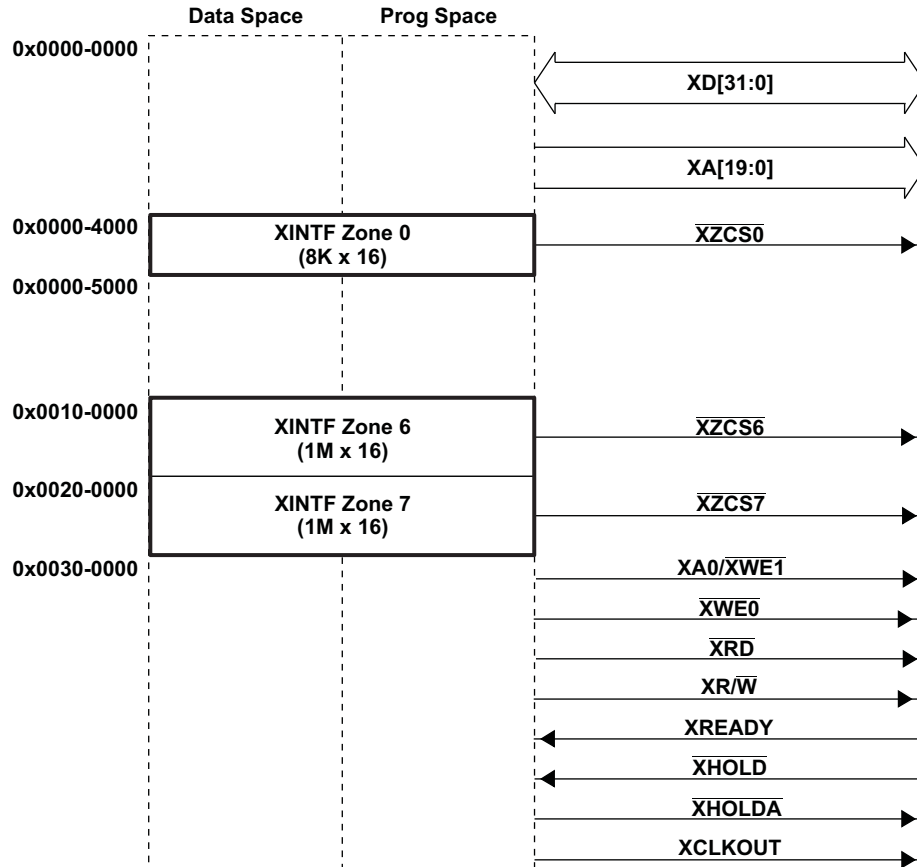 Data Space Prog Space
0x0000-0000
XD[31:0]
XA[19:0]
0x0000-4000
XINTF Zone 0
(8K x 16)
XZCS0
0x0000-5000
0x0010-0000
XINTF Zone 6
(1M x 16)
XZCS6
0x0020-0000
XINTF Zone 7
(1M x 16)
XZCS7
0x0030-0000
XA0/XWE1
XWE0
XRD
XR/W
XREADY
XHOLD
XHOLDA
XCLKOUT